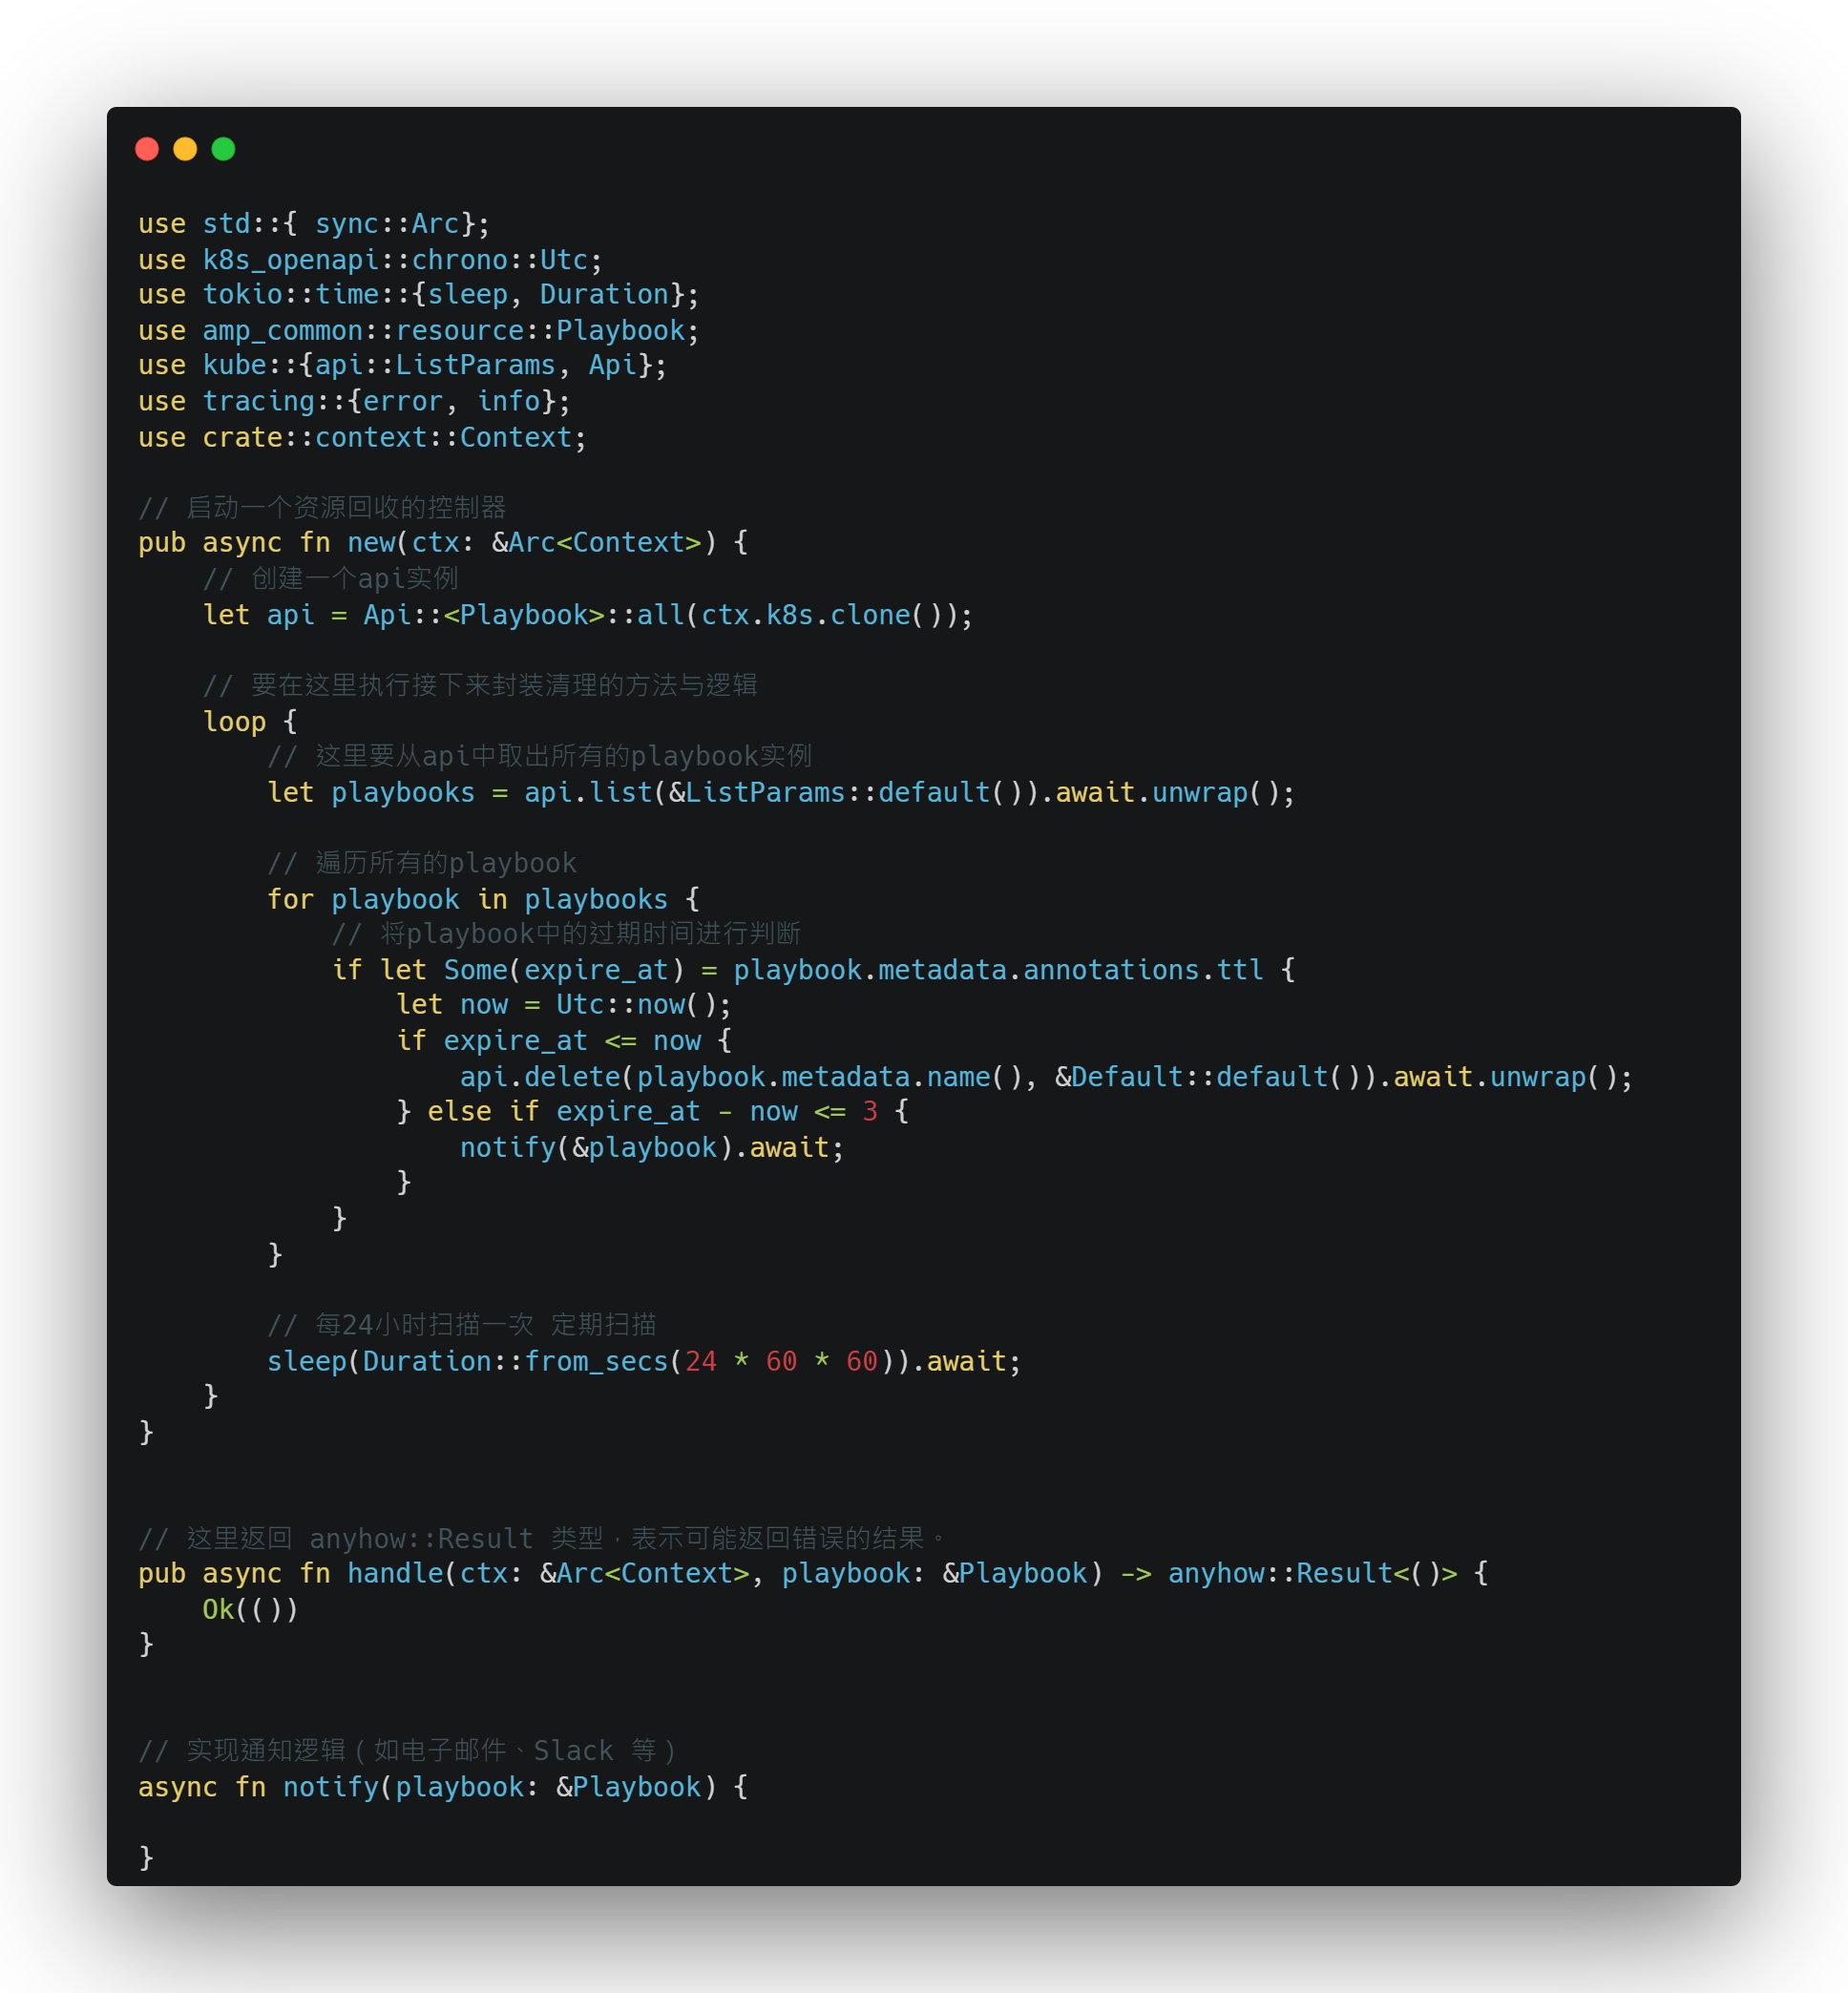 use std::{ sync::Arc};
use k8s_openapi::chrono::Utc;
use tokio::time::{sleep, Duration};
use amp_common::resource::Playbook;
use kube::{api::ListParams, Api};
use tracing::{error, info};
use crate::context::Context;

// 启动一个资源回收的控制器
pub async fn new(ctx: &Arc<Context>) {
    // 创建一个api实例
    let api = Api::<Playbook>::all(ctx.k8s.clone());

    // 要在这里执行接下来封装清理的方法与逻辑
    loop {
        // 这里要从api中取出所有的playbook实例
        let playbooks = api.list(&ListParams::default()).await.unwrap();

        // 遍历所有的playbook
        for playbook in playbooks {
            // 将playbook中的过期时间进行判断
            if let Some(expire_at) = playbook.metadata.annotations.ttl {
                let now = Utc::now();
                if expire_at <= now {
                    api.delete(playbook.metadata.name(), &Default::default()).await.unwrap();
                } else if expire_at - now <= 3 {
                    notify(&playbook).await;
                }
            }
        }

        // 每24小时扫描一次 定期扫描
        sleep(Duration::from_secs(24 * 60 * 60)).await;
    }
}

// 这里返回 anyhow::Result 类型，表示可能返回错误的结果。
pub async fn handle(ctx: &Arc<Context>, playbook: &Playbook) -> anyhow::Result<()> {
    Ok(())
}

// 实现通知逻辑（如电子邮件、Slack 等）
async fn notify(playbook: &Playbook) {

}